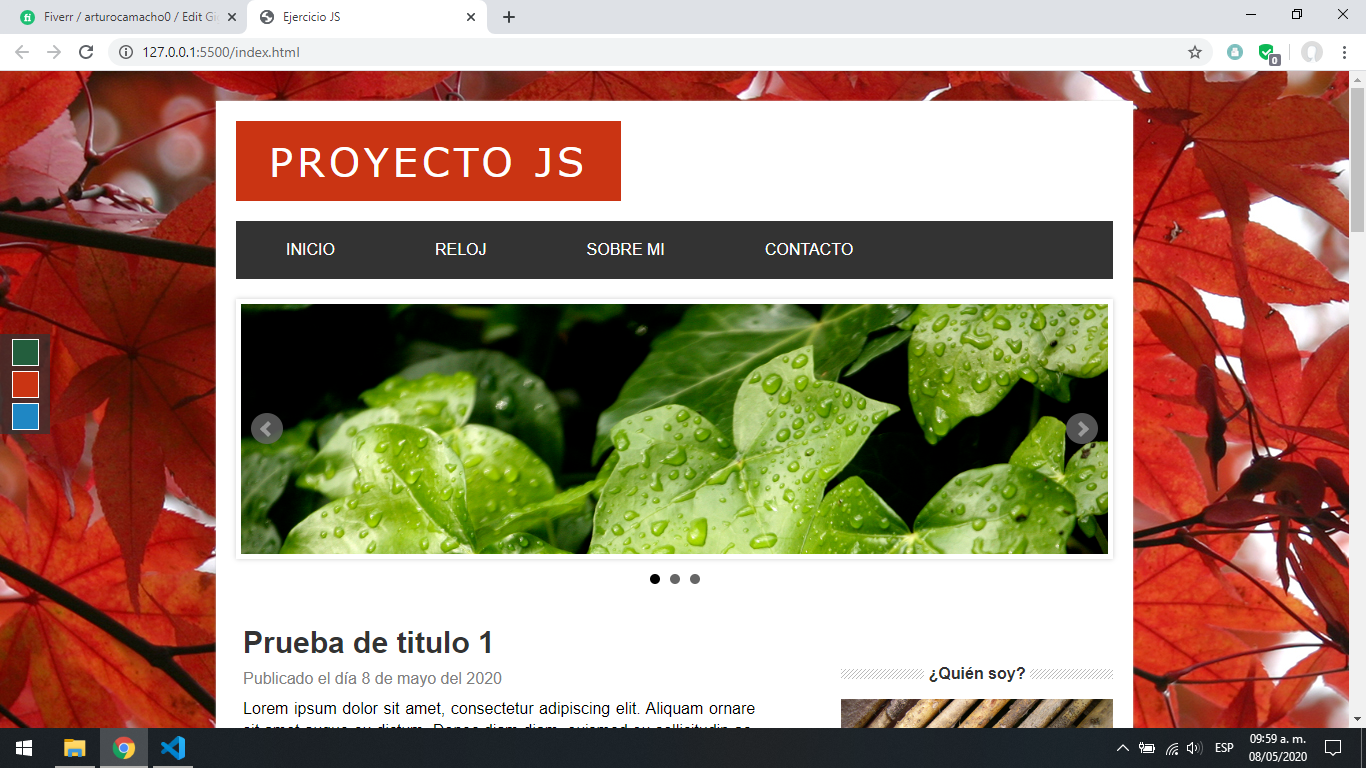 Fiverr / arturocamacho0 / Edit Gi
Ejercicio JS
127.0.0.1:5500/index.html
0
PROYECTO JS
INICIO RELOJ SOBRE MI CONTACTO
Prueba de titulo 1
Publicado el día 8 de mayo del 2020
Lorem ipsum dolor sit amet, consectetur adipiscing elit. Aliquam ornare
¿Quién soy?
ESP
09:59 a. m.
08/05/2020